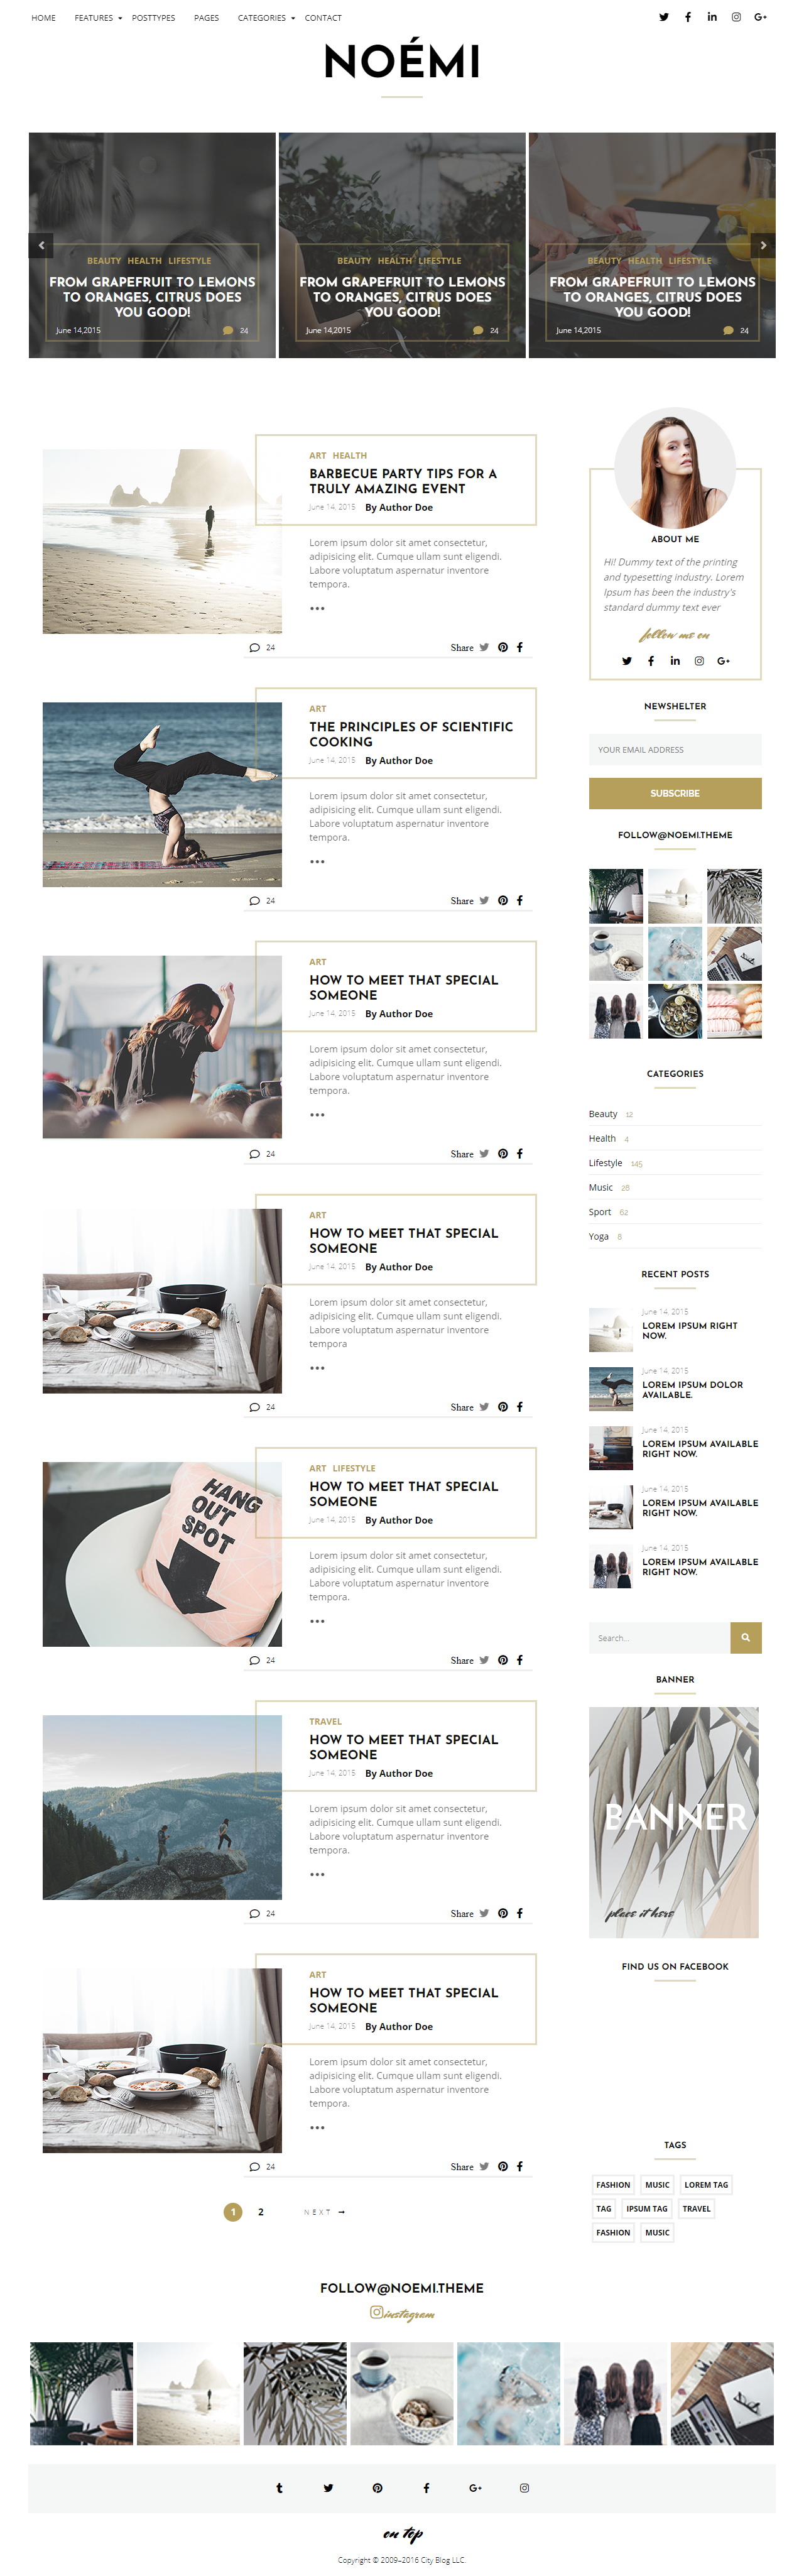 HOME FEATURES POSTTYPES PAGES CATEGORIES CONTACT
NOÉMI
BEAUTY HEALTH LIFESTYLE
FROM GRAPEFRUIT TO LEMONS
TO ORANGES, CITRUS DOES
YOU GOOD!
June 14,2015 24
BEAUTY HEALTH LIFESTYLE
FROM GRAPEFRUIT TO LEMONS
TO ORANGES, CITRUS DOES
YOU GOOD!
June 14,2015 24
BEAUTY HEALTH LIFESTYLE
FROM GRAPEFRUIT TO LEMONS
TO ORANGES, CITRUS DOES
YOU GOOD!
June 14,2015 24
ART HEALTH
BARBECUE PARTY TIPS FOR A
TRULY AMAZING EVENT
June 14, 2015 By Author Doe
Lorem ipsum dolor sit amet consectetur,
adipisicing elit. Cumque ullam sunt eligendi.
Labore voluptatum aspernatur inventore
tempora.
24 Share
ART
THE PRINCIPLES OF SCIENTIFIC
COOKING
June 14, 2015 By Author Doe
Lorem ipsum dolor sit amet consectetur,
adipisicing elit. Cumque ullam sunt eligendi.
Labore voluptatum aspernatur inventore
tempora.
24 Share
ART
HOW TO MEET THAT SPECIAL
SOMEONE
June 14, 2015 By Author Doe
Lorem ipsum dolor sit amet consectetur,
adipisicing elit. Cumque ullam sunt eligendi.
Labore voluptatum aspernatur inventore
tempora.
24 Share
ART
HOW TO MEET THAT SPECIAL
SOMEONE
June 14, 2015 By Author Doe
Lorem ipsum dolor sit amet consectetur,
adipisicing elit. Cumque ullam sunt eligendi.
Labore voluptatum aspernatur inventore
tempora
24 Share
HANG
OUT
SPOT
ART LIFESTYLE
HOW TO MEET THAT SPECIAL
SOMEONE
June 14, 2015 By Author Doe
Lorem ipsum dolor sit amet consectetur,
adipisicing elit. Cumque ullam sunt eligendi.
Labore voluptatum aspernatur inventore
tempora.
24 Share
TRAVEL
HOW TO MEET THAT SPECIAL
SOMEONE
June 14, 2015 By Author Doe
Lorem ipsum dolor sit amet consectetur,
adipisicing elit. Cumque ullam sunt eligendi.
Labore voluptatum aspernatur inventore
tempora.
24 Share
ART
HOW TO MEET THAT SPECIAL
SOMEONE
June 14, 2015 By Author Doe
Lorem ipsum dolor sit amet consectetur,
adipisicing elit. Cumque ullam sunt eligendi.
Labore voluptatum aspernatur inventore
tempora.
24 Share
1 2 NEXT
ABOUT ME
Hi! Dummy text of the printing
and typesetting industry. Lorem
Ipsum has been the industry's
standard dummy text ever
follow me on
NEWSHELTER
YOUR EMAIL ADDRESS
SUBSCRIBE
FOLLOW@NOEMI.THEME
CATEGORIES
Beauty 12
Health 4
Lifestyle 145
Music 28
Sport 62
Yoga 8
RECENT POSTS
June 14, 2015
LOREM IPSUM RIGHT
NOW.
June 14, 2015
LOREM IPSUM DOLOR
AVAILABLE.
June 14, 2015
LOREM IPSUM AVAILABLE
RIGHT NOW.
June 14, 2015
LOREM IPSUM AVAILABLE
RIGHT NOW.
June 14, 2015
LOREM IPSUM AVAILABLE
RIGHT NOW.
Search...
BANNER
BANNER
place it here
FIND US ON FACEBOOK
TAGS
FASHION MUSIC LOREM TAG
TAG IPSUM TAG TRAVEL
FASHION MUSIC
FOLLOW@NOEMI.THEME
instagram
on top
Copyright © 2009-2016 City Blog LLC.